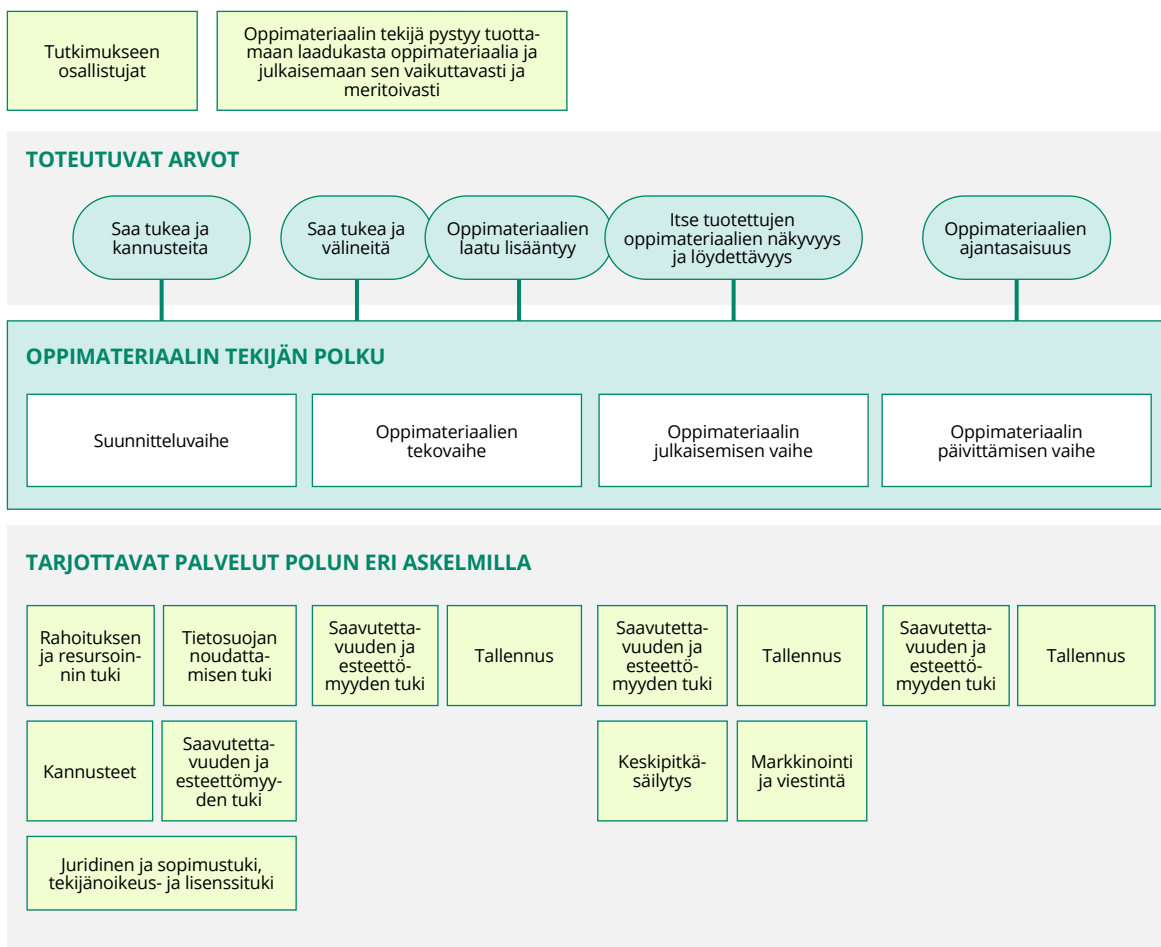 Tutkimukseen
osallistujat
Oppimateriaalin tekijä pystyy tuotta-
maan laadukasta oppimateriaalia ja
julkaisemaan sen vaikuttavasti ja
meritoivasti
TOTEUTUVAT ARVOT
Saa tukea ja
kannusteita
Saa tukea ja
välineitä
Oppimateriaalien
laatu lisääntyy
Itse tuotettujen
oppimateriaalien näkyvyys
ja löydettävyys
Oppimateriaalien
ajantasaisuus
OPPIMATERIAALIN TEKIJÄN POLKU
Suunnitteluvaihe
Oppimateriaalien
tekovaihe
Oppimateriaalin
julkaisemisen vaihe
Oppimateriaalin
päivittämisen vaihe
TARJOTTAVAT PALVELUT POLUN ERI ASKELMILLA
Rahoituksen
ja resursoin-
nin tuki
Tietosuojan
noudatta-
misen tuki
Saavutetta-
vuuden ja
esteettö-
myyden tuki
Tallennus
Saavutetta-
vuuden ja
esteettö-
myyden tuki
Tallennus
Saavutetta-
vuuden ja
esteettö-
myyden tuki
Tallennus
Kannusteet
Saavutetta-
vuuden ja
esteettömyy-
den tuki
Keskipitkä-
säilytys
Markkinointi
ja viestintä
Juridinen ja sopimustuki,
tekijänoikeus- ja lisenssituki